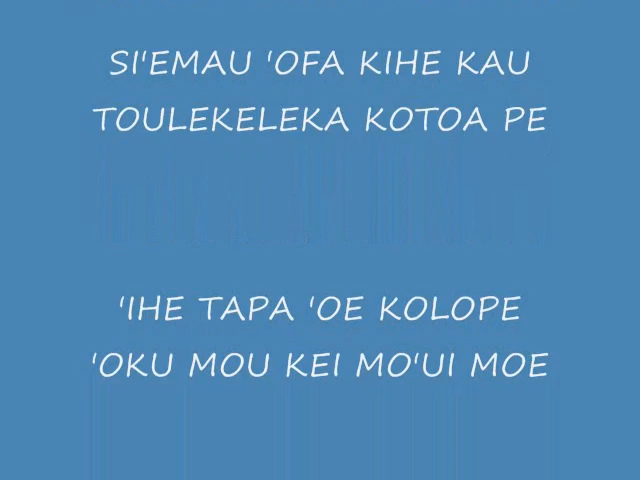 SI'EMAU 'OFA KIHE KAU
TOULEKELEKA KOTOA PE
'IHE TAPA 'OE KOLOPE
'OKU MOU KEI MO'UI MOE